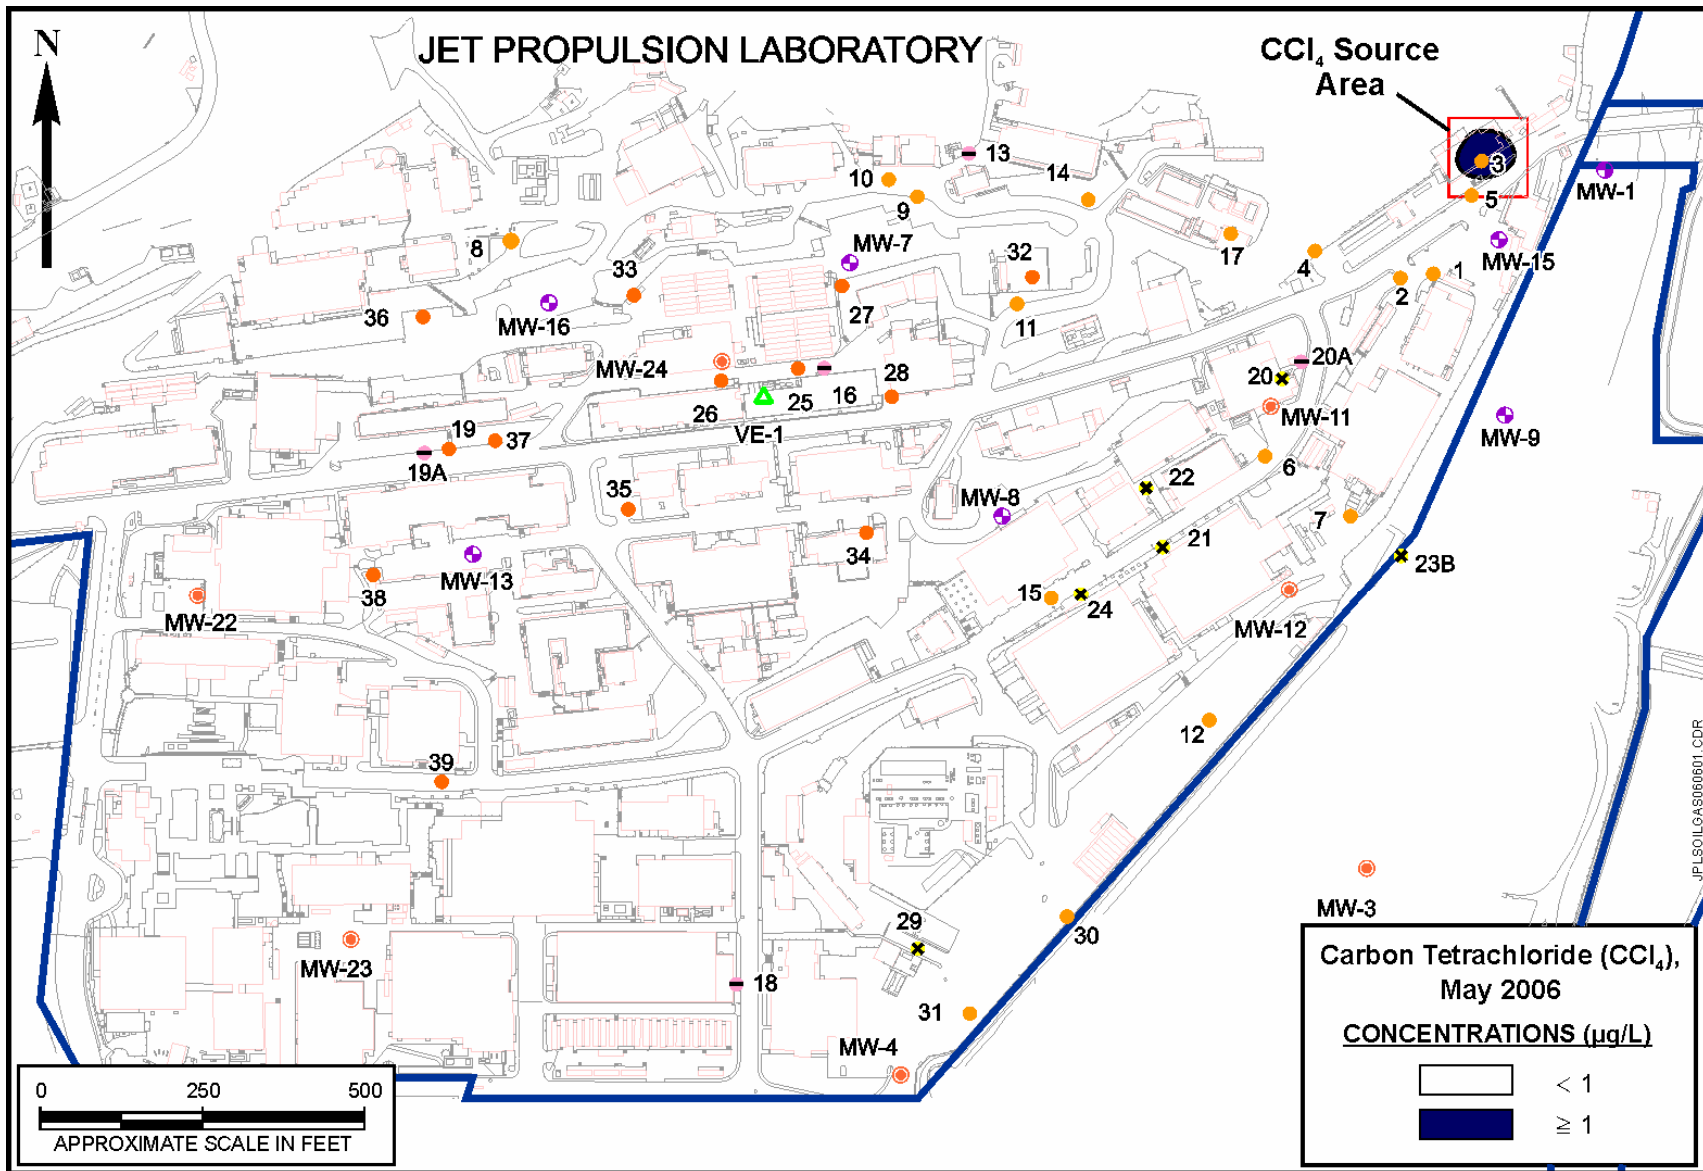 N
JET PROPULSION LABORATORY
CCl₄ Source
Area
3
13
10
14
5
MW-1
9
8
MW-7
17
MW-15
33
32
4
1
2
36
MW-16
27
11
MW-24
20A
28
20
26
25
16
MW-11
VE-1
MW-9
19
37
19A
6
22
35
MW-8
7
21
34
23B
MW-13
38
15
24
MW-22
MW-12
12
39
JPLSOILGAS060601.CDR
MW-3
30
29
MW-23
18
31
MW-4
Carbon Tetrachloride (CCl₄),
May 2006
CONCENTRATIONS (µg/L)
< 1
≥ 1
0 250 500
APPROXIMATE SCALE IN FEET